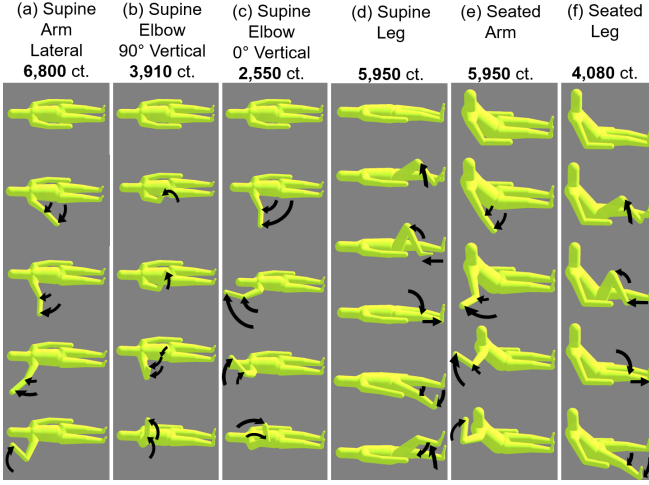 (a) Supine
Arm
Lateral
6,800 ct.
(b) Supine
Elbow
90° Vertical
3,910 ct.
(c) Supine
Elbow
0° Vertical
2,550 ct.
(d) Supine
Leg
5,950 ct.
(e) Seated
Arm
5,950 ct.
(f) Seated
Leg
4,080 ct.